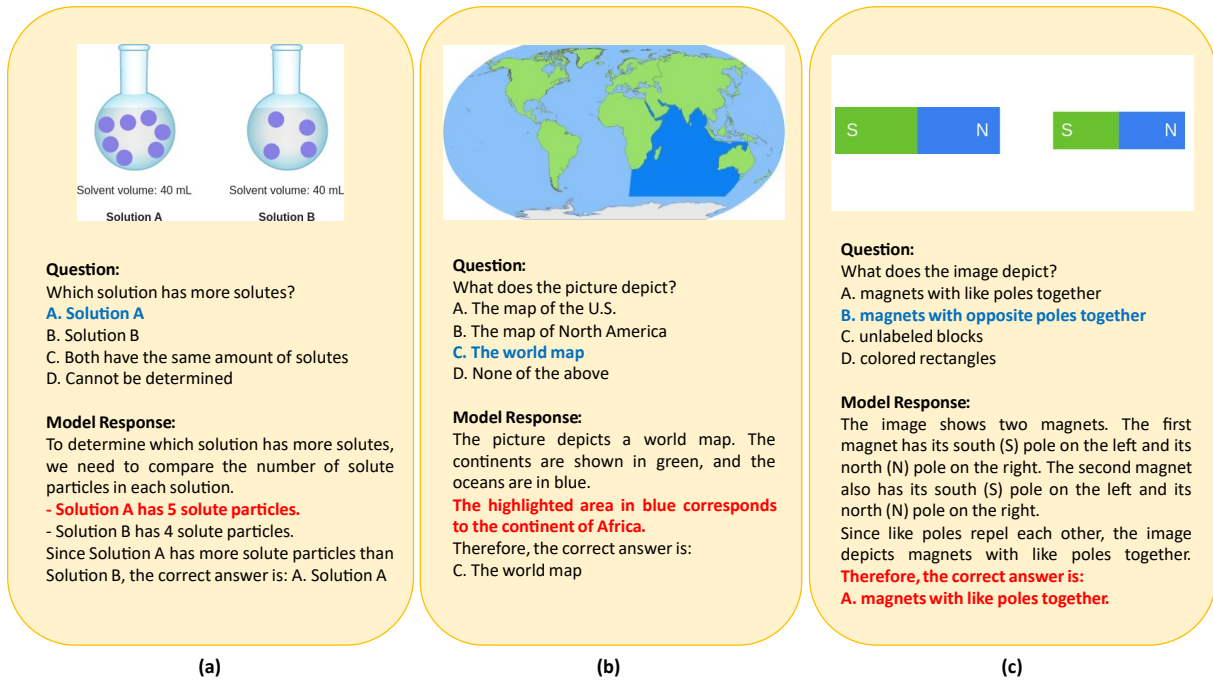 Solvent volume: 40 mL
Solvent volume: 40 mL
Solution A
Solution B
Question:
Which solution has more solutes?
A. Solution A
B. Solution B
C. Both have the same amount of solutes
D. Cannot be determined
Model Response:
To determine which solution has more solutes,
we need to compare the number of solute
particles in each solution.
- Solution A has 5 solute particles.
- Solution B has 4 solute particles.
Since Solution A has more solute particles than
Solution B, the correct answer is: A. Solution A
(a)
Question:
What does the picture depict?
A. The map of the U.S.
B. The map of North America
C. The world map
D. None of the above
Model Response:
The picture depicts a world map. The
continents are shown in green, and the
oceans are in blue.
The highlighted area in blue corresponds
to the continent of Africa.
Therefore, the correct answer is:
C. The world map
(b)
S N S N
Question:
What does the image depict?
A. magnets with like poles together
B. magnets with opposite poles together
C. unlabeled blocks
D. colored rectangles
Model Response:
The image shows two magnets. The first
magnet has its south (S) pole on the left and its
north (N) pole on the right. The second magnet
also has its south (S) pole on the left and its
north (N) pole on the right.
Since like poles repel each other, the image
depicts magnets with like poles together.
Therefore, the correct answer is:
A. magnets with like poles together.
(c)